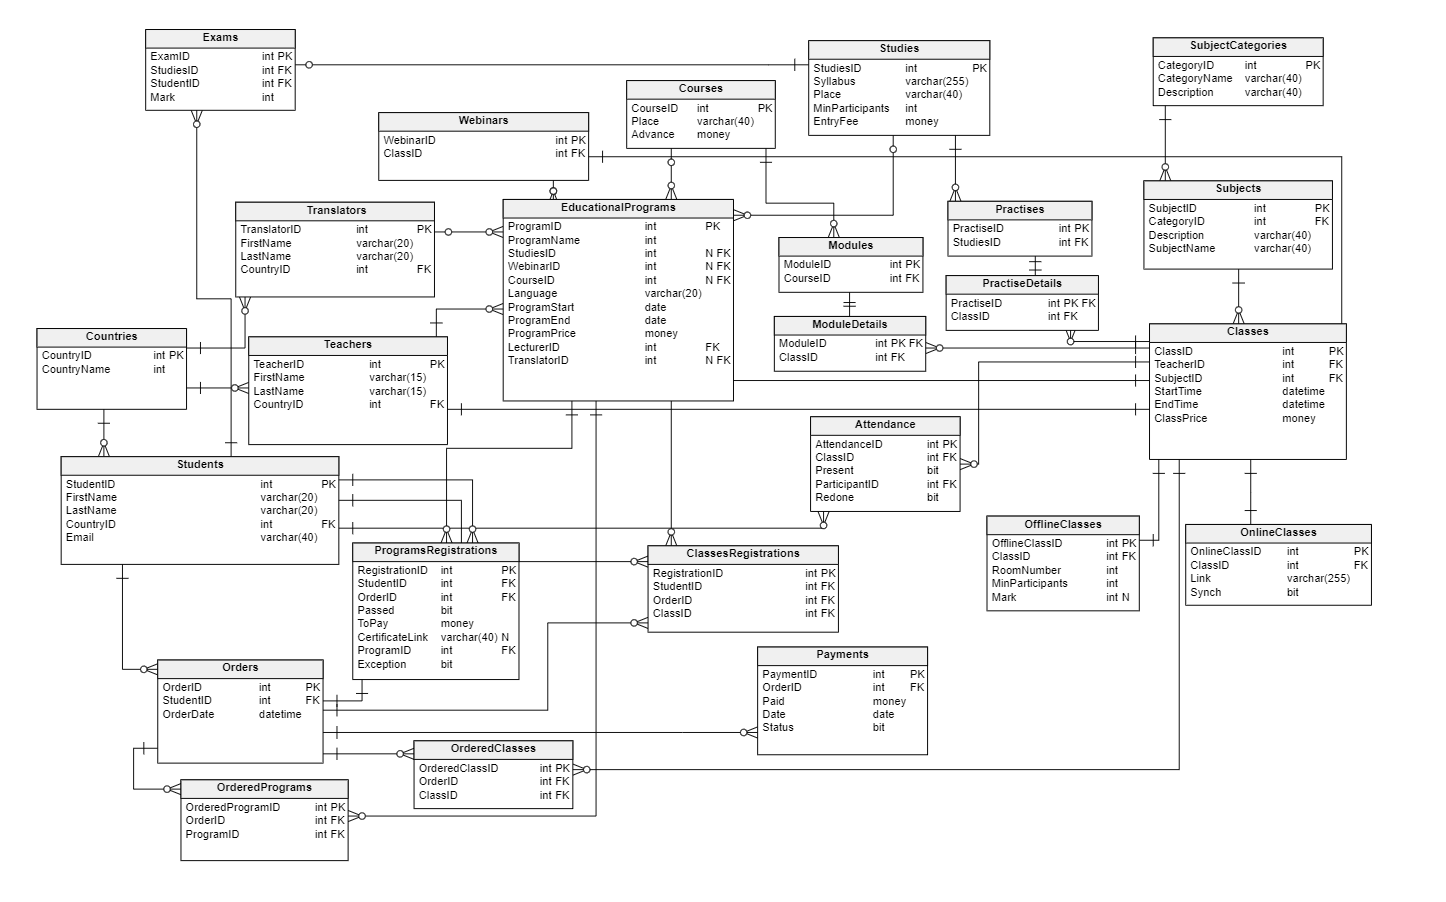 Exams
ExamID int PK
StudiesID int FK
StudentID int FK
Mark int
Studies
StudiesID int PK
Syllabus varchar(255)
Place varchar(40)
MinParticipants int
EntryFee money
SubjectCategories
CategoryID int PK
CategoryName varchar(40)
Description varchar(40)
Courses
CourseID int PK
Place varchar(40)
Advance money
Webinars
WebinarID int PK
ClassID int FK
Translators
TranslatorID int PK
FirstName varchar(20)
LastName varchar(20)
CountryID int FK
EducationalPrograms
ProgramID int PK
ProgramName int
StudiesID int N FK
WebinarID int N FK
CourseID int N FK
Language varchar(20)
ProgramStart date
ProgramEnd date
ProgramPrice money
LecturerID int FK
TranslatorID int N FK
Practises
PractiseID int PK
StudiesID int FK
Subjects
SubjectID int PK
CategoryID int FK
Description varchar(40)
SubjectName varchar(40)
Modules
ModuleID int PK
CourseID int FK
PractiseDetails
PractiseID int PK FK
ClassID int FK
ModuleDetails
ModuleID int PK FK
ClassID int FK
Classes
ClassID int PK
TeacherID int FK
SubjectID int FK
StartTime datetime
EndTime datetime
ClassPrice money
Countries
CountryID int PK
CountryName int
Teachers
TeacherID int PK
FirstName varchar(15)
LastName varchar(15)
CountryID int FK
Attendance
AttendanceID int PK
ClassID int FK
Present bit
ParticipantID int FK
Redone bit
Students
StudentID int PK
FirstName varchar(20)
LastName varchar(20)
CountryID int FK
Email varchar(40)
OfflineClasses
OfflineClassID int PK
ClassID int FK
RoomNumber int
MinParticipants int
Mark int N
OnlineClasses
OnlineClassID int PK
ClassID int FK
Link varchar(255)
Synch bit
ProgramsRegistrations
RegistrationID int PK
StudentID int FK
OrderID int FK
Passed bit
ToPay money
CertificateLink varchar(40) N
ProgramID int FK
Exception bit
ClassesRegistrations
RegistrationID int PK
StudentID int FK
OrderID int FK
ClassID int FK
Orders
OrderID int PK
StudentID int FK
OrderDate datetime
Payments
PaymentID int PK
OrderID int FK
Paid money
Date date
Status bit
OrderedClasses
OrderedClassID int PK
OrderID int FK
ClassID int FK
OrderedPrograms
OrderedProgramID int PK
OrderID int FK
ProgramID int FK